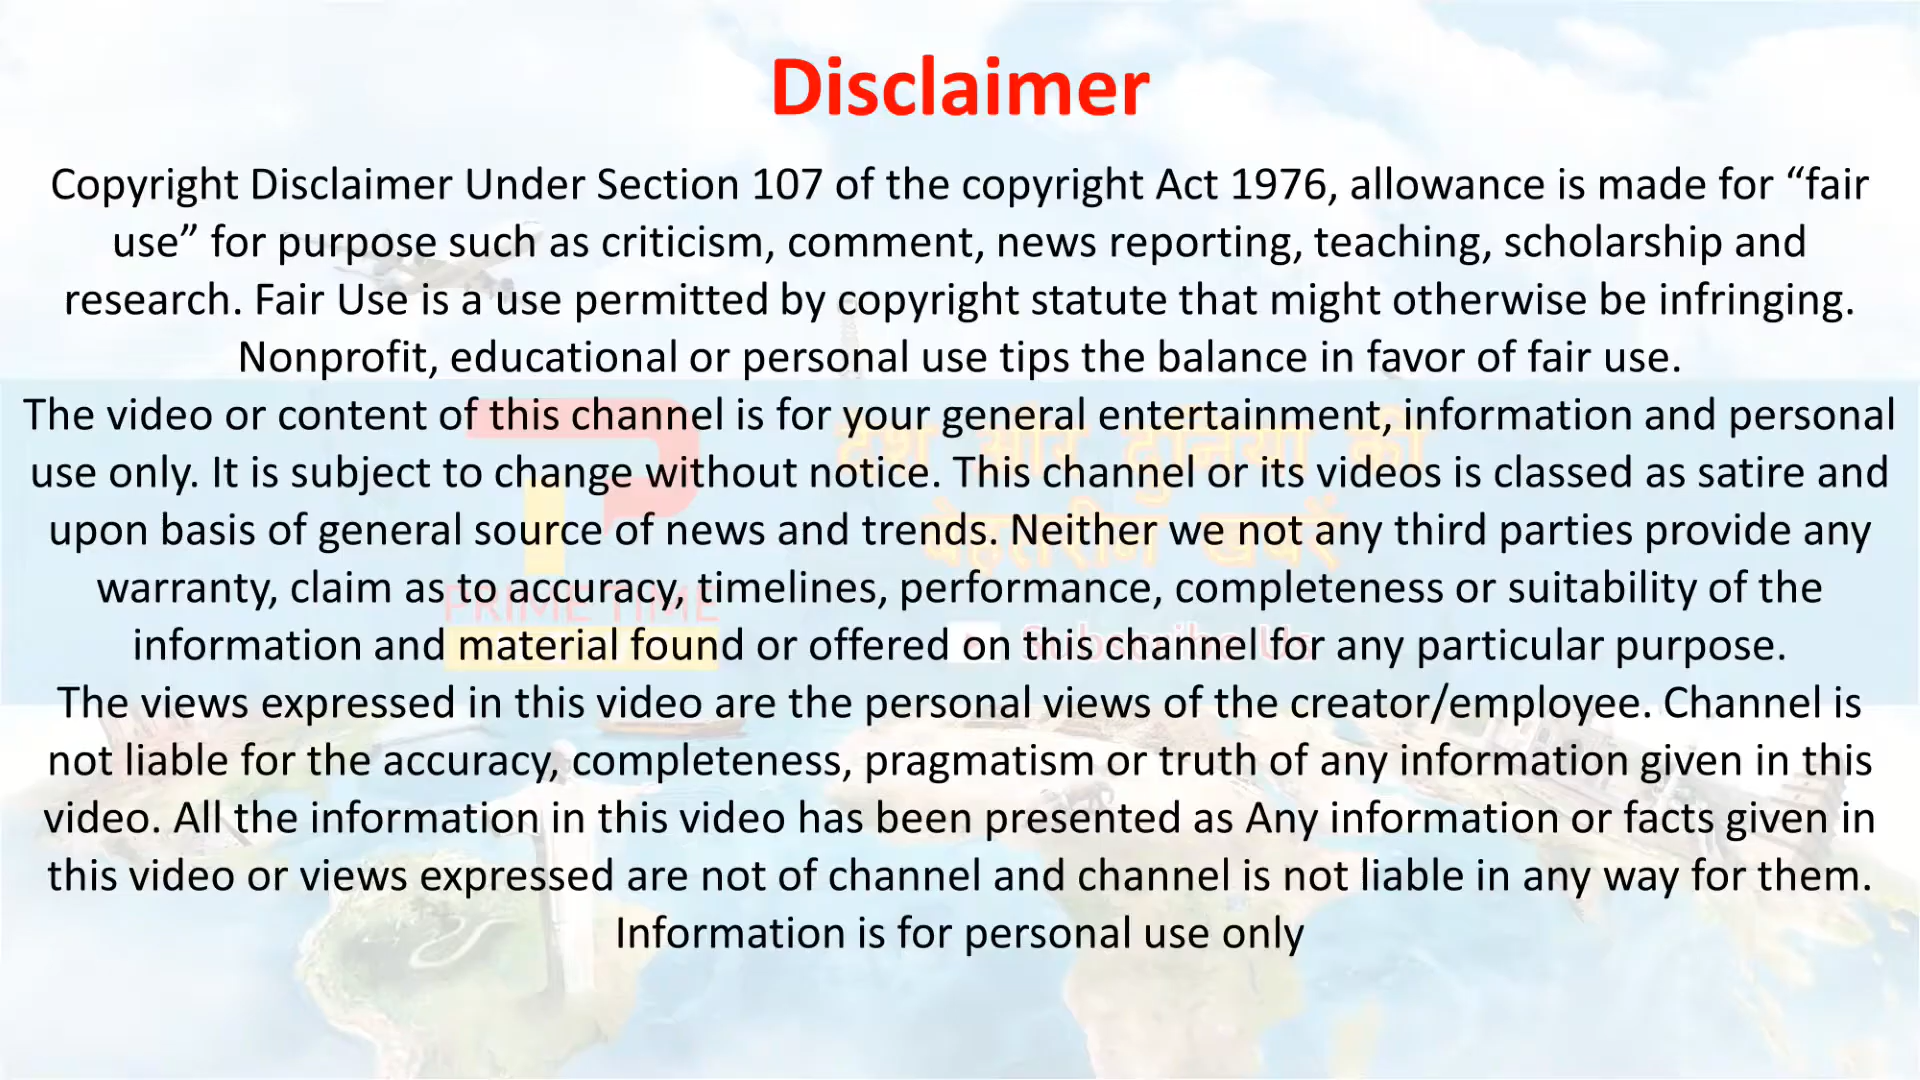 Disclaimer
Copyright Disclaimer Under Section 107 of the copyright Act 1976, allowance is made for “fair
use” for purpose such as criticism, comment, news reporting, teaching, scholarship and
research. Fair Use is a use permitted by copyright statute that might otherwise be infringing.
Nonprofit, educational or personal use tips the balance in favor of fair use.
The video or content of this channel is for your general entertainment, information and personal
use only. It is subject to change without notice. This channel or its videos is classed as satire and
upon basis of general source of news and trends. Neither we not any third parties provide any
warranty, claim as to accuracy, timelines, performance, completeness or suitability of the
information and material found or offered on this channel for any particular purpose.
The views expressed in this video are the personal views of the creator/employee. Channel is
not liable for the accuracy, completeness, pragmatism or truth of any information given in this
video. All the information in this video has been presented as Any information or facts given in
this video or views expressed are not of channel and channel is not liable in any way for them.
Information is for personal use only
देश और दुनिया की
बेहतरीन खबरें
PRIME TIME
Subscribe Us